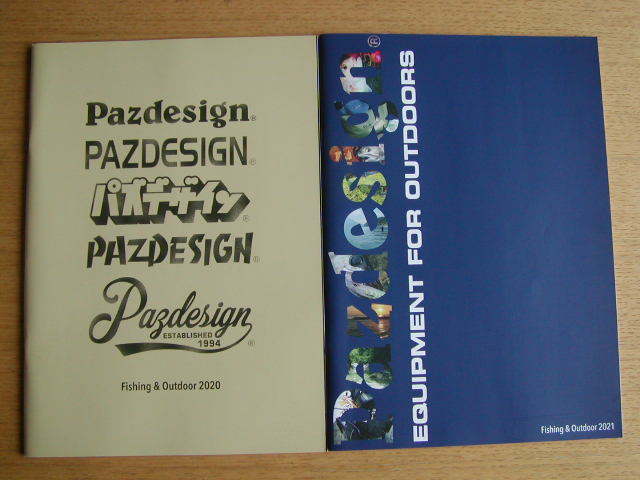 Pazdesign®
PAZDESIGN®
パズデザイン®
PAZDESIGN®
Pazdesign®
ESTABLISHED
1994
Fishing & Outdoor 2020
Pazdesign®
EQUIPMENT FOR OUTDOORS
Fishing & Outdoor 2021